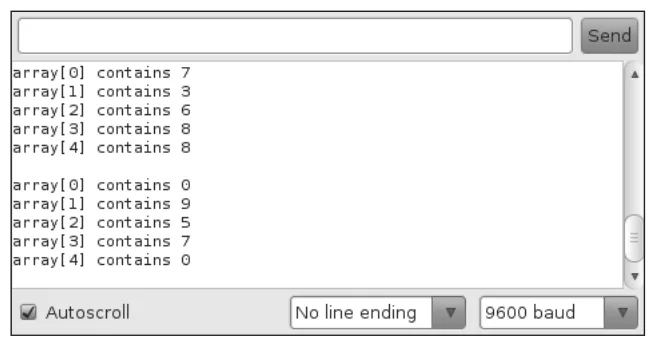 Send
array[0] contains 7
array[1] contains 3
array[2] contains 6
array[3] contains 8
array[4] contains 8
array[0] contains 0
array[1] contains 9
array[2] contains 5
array[3] contains 7
array[4] contains 0
Autoscroll
No line ending
9600 baud